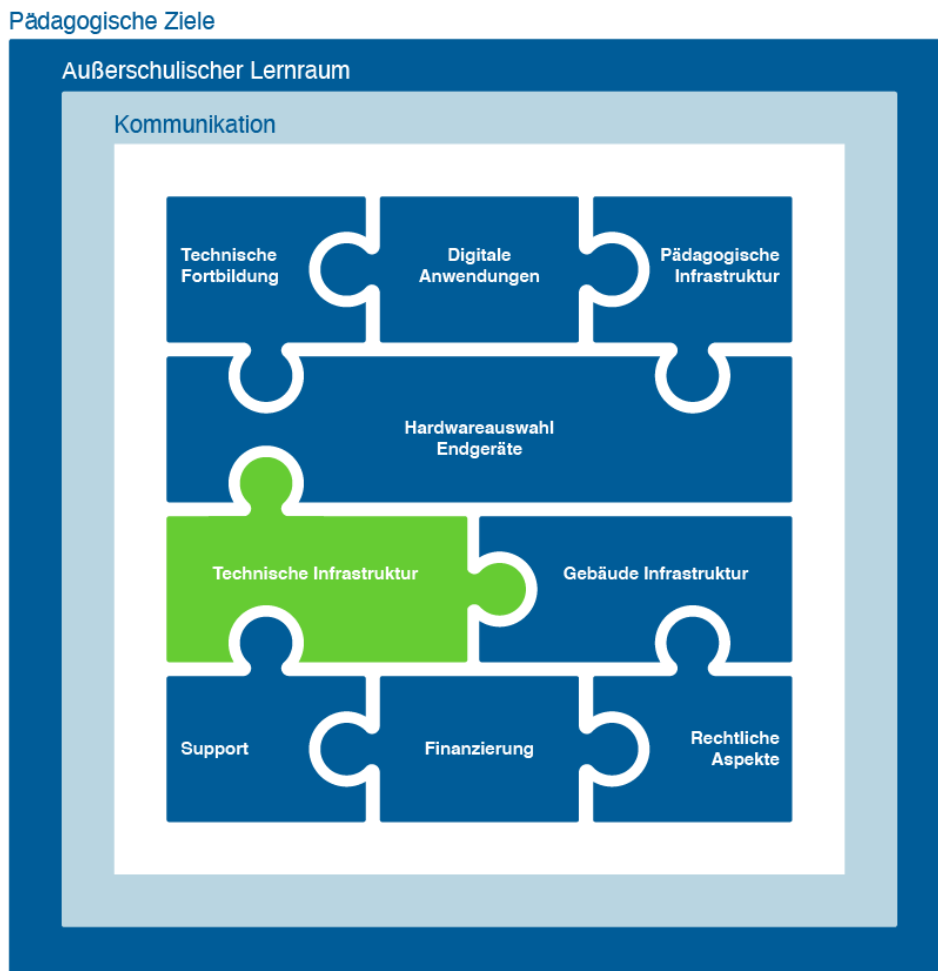 Pädagogische Ziele
Außerschulischer Lernraum
Kommunikation
Technische
Fortbildung
Digitale
Anwendungen
Pädagogische
Infrastruktur
Hardwareauswahl
Endgeräte
Technische Infrastruktur
Gebäude Infrastruktur
Support
Finanzierung
Rechtliche
Aspekte